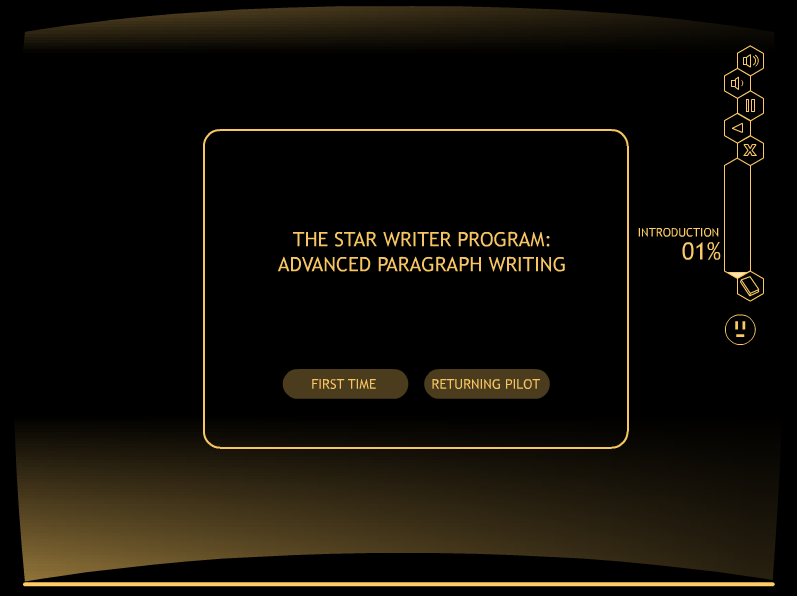 THE STAR WRITER PROGRAM:
ADVANCED PARAGRAPH WRITING
INTRODUCTION
01%
FIRST TIME
RETURNING PILOT
X